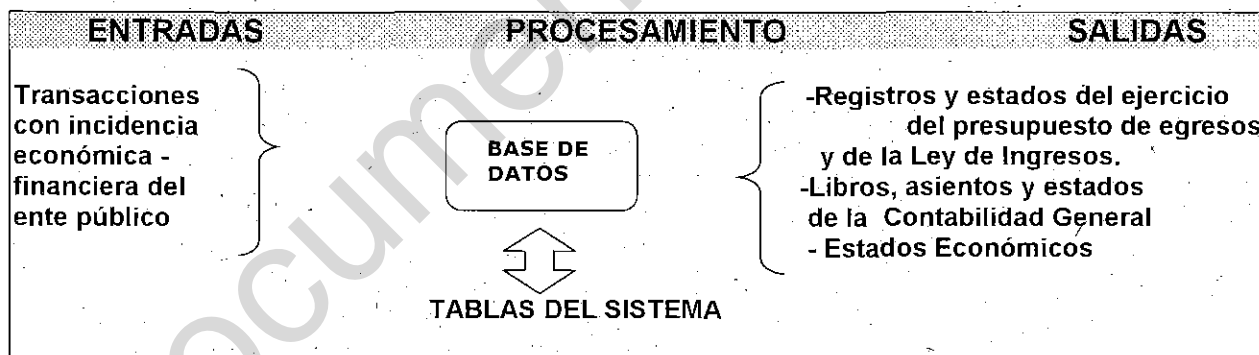 ENTRADAS PROCESAMIENTO SALIDAS
Transacciones
con incidencia
económica -
financiera del
ente público
BASE DE
DATOS
TABLAS DEL SISTEMA
-Registros y estados del ejercicio
del presupuesto de egresos
y de la Ley de Ingresos.
-Libros, asientos y estados
de la Contabilidad General
- Estados Económicos